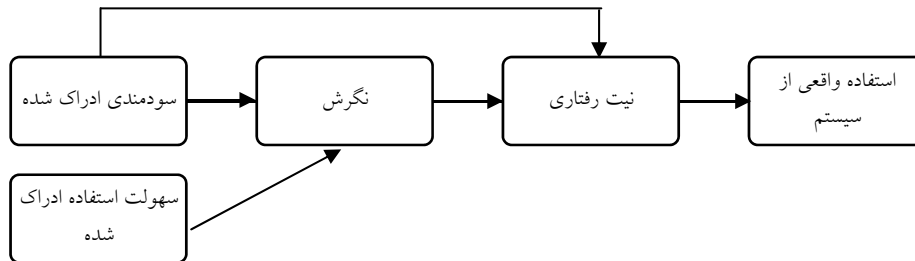 سودمندی ادراک شده
نگرش
نیت رفتاری
استفاده واقعی از
سیستم
سهولت استفاده ادراک
شده